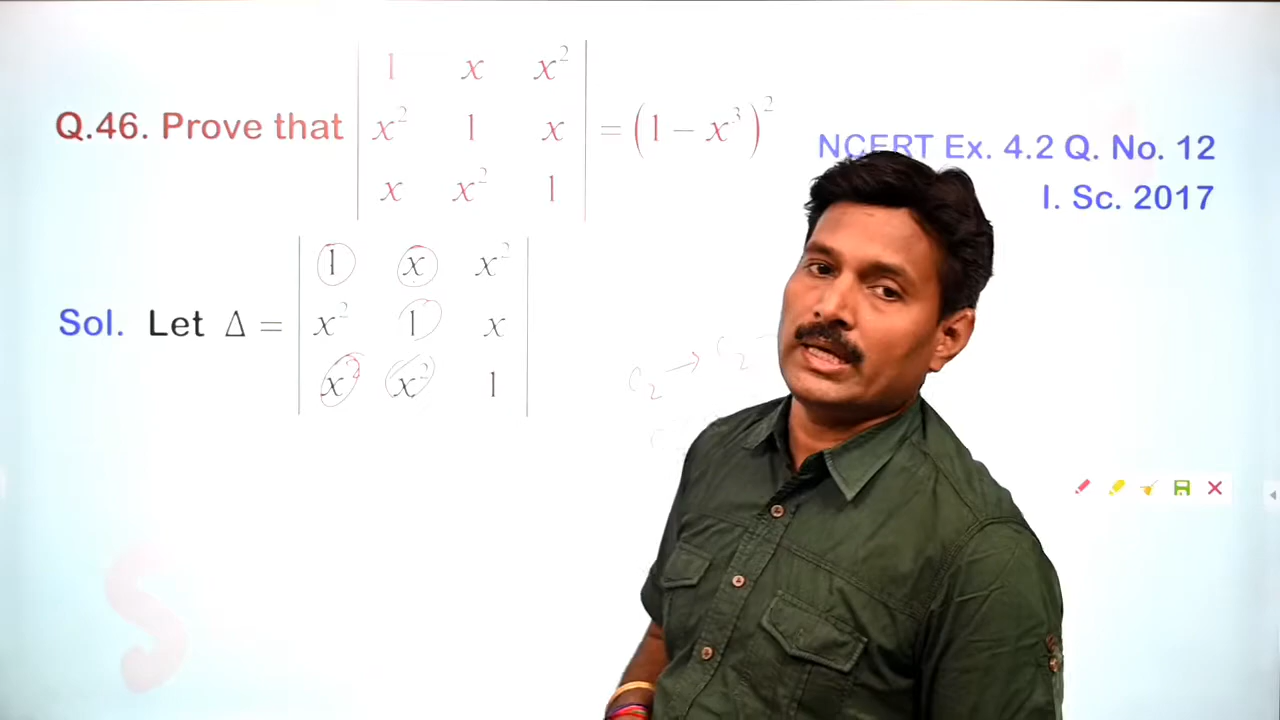 Q.46. Prove that | 1 x x² | = (1 − x³)²
| x² 1 x |
| x x² 1 |
NCERT Ex. 4.2 Q. No. 12
I. Sc. 2017
Sol. Let Δ = | 1 x x² |
| x² 1 x |
| x² x² 1 |
C₂ → C₂ −
S